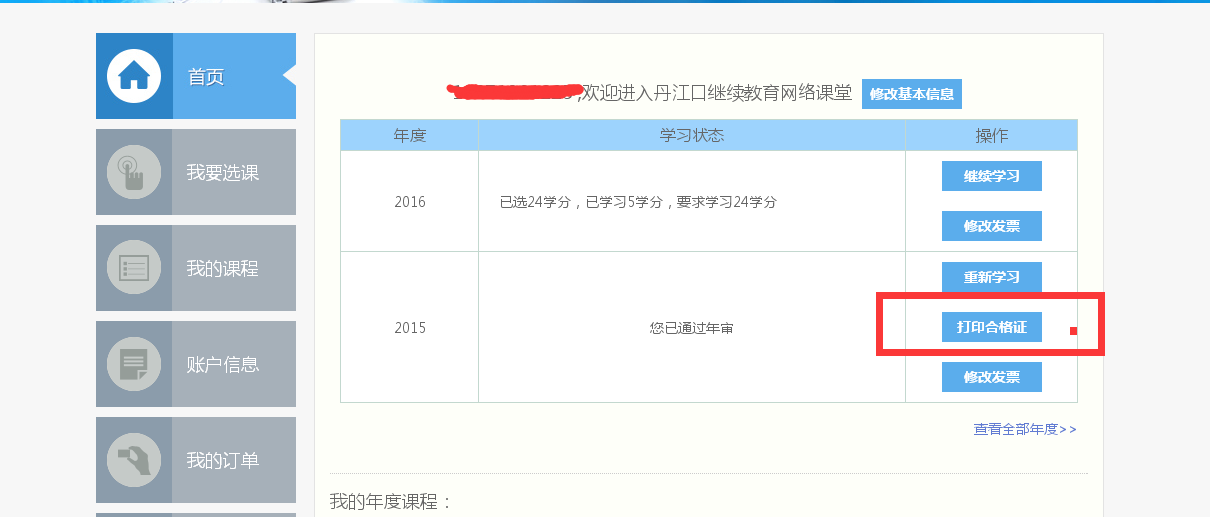 首页
我要选课
我的课程
账户信息
我的订单
,欢迎进入丹江口继续教育网络课堂 修改基本信息
年度 学习状态 操作
2016 已选24学分，已学习5学分，要求学习24学分 继续学习
修改发票
重新学习
2015 您已通过年审 打印合格证
修改发票
查看全部年度>>
我的年度课程：